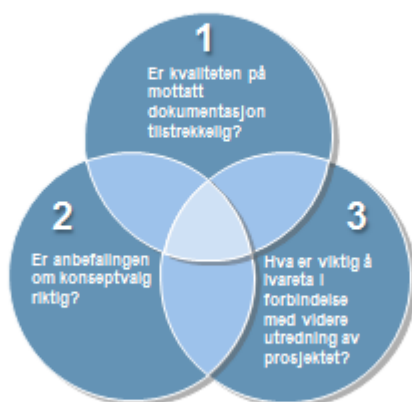 1
Er kvaliteten på
mottatt
dokumentasjon
tilstrekkelig?
2
Er anbefalingen
om konseptvalg
riktig?
3
Hva er viktig å
ivareta i
forbindelse
med videre
utredning av
prosjektet?